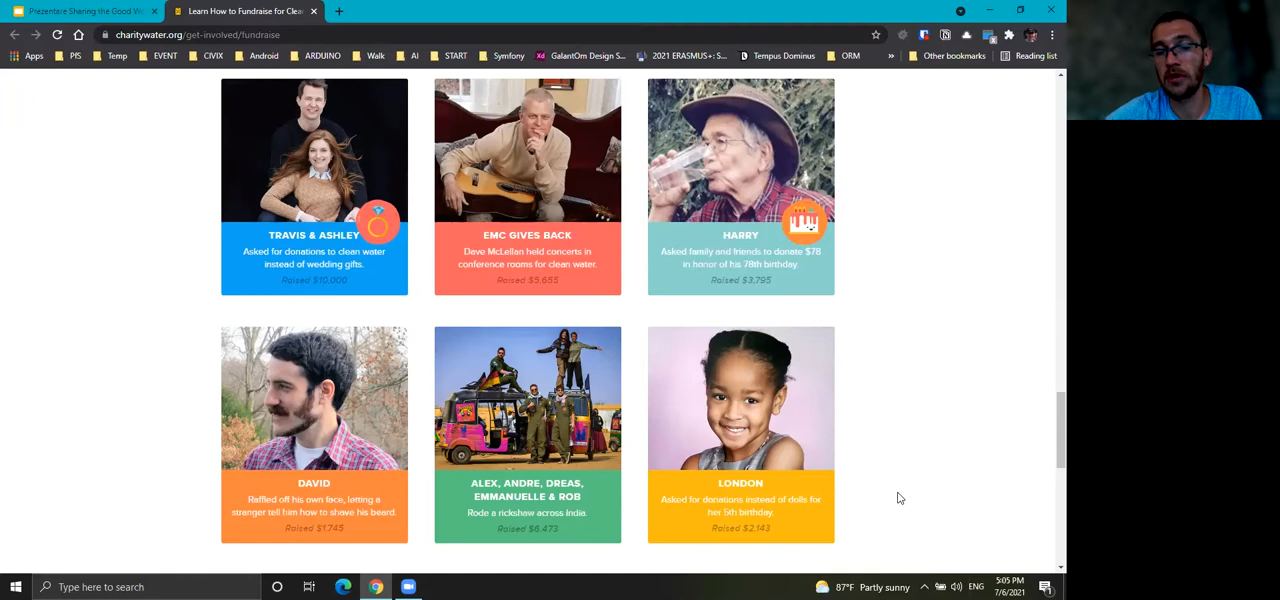 Prezentare Sharing the Good W
Learn How to Fundraise for Clea
charitywater.org/get-involved/fundraise
Apps PIS Temp EVENT CIVIX Android ARDUINO Walk AI START Symfony GalantOm Design S... 2021 ERASMUS+: S... Tempus Dominus ORM » Other bookmarks Reading list
TRAVIS & ASHLEY
Asked for donations to clean water
instead of wedding gifts.
Raised $10,000
EMC GIVES BACK
Dave McLellan held concerts in
conference rooms for clean water.
Raised $5,655
HARRY
Asked family and friends to donate $78
in honor of his 78th birthday.
Raised $3,795
DAVID
Raffled off his own face, letting a
stranger tell him how to shave his beard.
Raised $1,745
ALEX, ANDRE, DREAS,
EMMANUELLE & ROB
Rode a rickshaw across India.
Raised $6,473
LONDON
Asked for donations instead of dolls for
her 5th birthday.
Raised $2,143
Type here to search
87°F Partly sunny
ENG
5:05 PM
7/6/2021